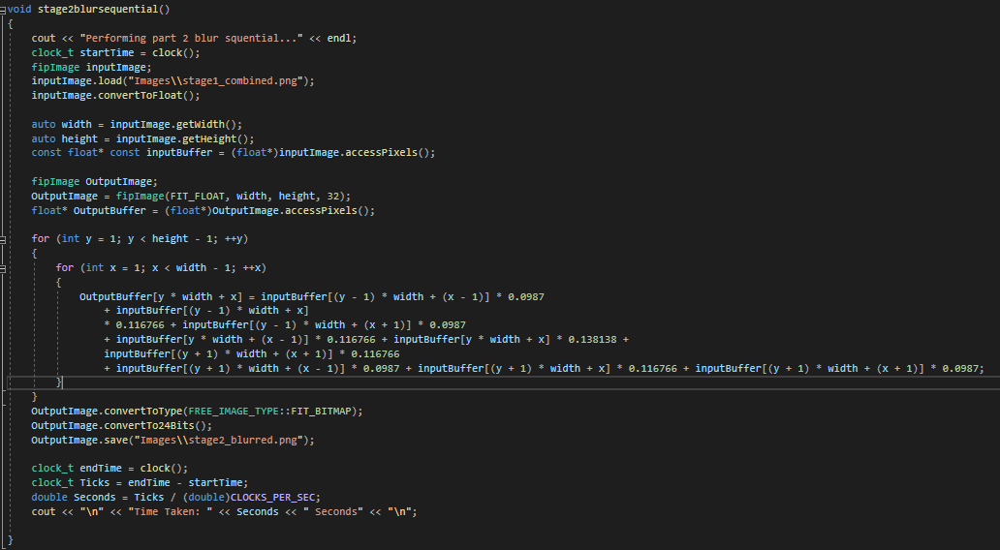 void stage2blursequential()
{
cout << "Performing part 2 blur squential..." << endl;
clock_t startTime = clock();
fipImage inputImage;
inputImage.load("Images\\stage1_combined.png");
inputImage.convertToFloat();
auto width = inputImage.getWidth();
auto height = inputImage.getHeight();
const float* const inputBuffer = (float*)inputImage.accessPixels();
fipImage OutputImage;
OutputImage = fipImage(FIT_FLOAT, width, height, 32);
float* OutputBuffer = (float*)OutputImage.accessPixels();
for (int y = 1; y < height - 1; ++y)
{
for (int x = 1; x < width - 1; ++x)
{
OutputBuffer[y * width + x] = inputBuffer[(y - 1) * width + (x - 1)] * 0.0987
+ inputBuffer[(y - 1) * width + x]
* 0.116766 + inputBuffer[(y - 1) * width + (x + 1)] * 0.0987
+ inputBuffer[y * width + (x - 1)] * 0.116766 + inputBuffer[y * width + x] * 0.138138 +
inputBuffer[(y + 1) * width + (x + 1)] * 0.116766
+ inputBuffer[(y + 1) * width + (x - 1)] * 0.0987 + inputBuffer[(y + 1) * width + x] * 0.116766 + inputBuffer[(y + 1) * width + (x + 1)] * 0.0987;
}
}
OutputImage.convertToType(FREE_IMAGE_TYPE::FIT_BITMAP);
OutputImage.convertTo24Bits();
OutputImage.save("Images\\stage2_blurred.png");
clock_t endTime = clock();
clock_t Ticks = endTime - startTime;
double Seconds = Ticks / (double)CLOCKS_PER_SEC;
cout << "\n" << "Time Taken: " << Seconds << " Seconds" << "\n";
}